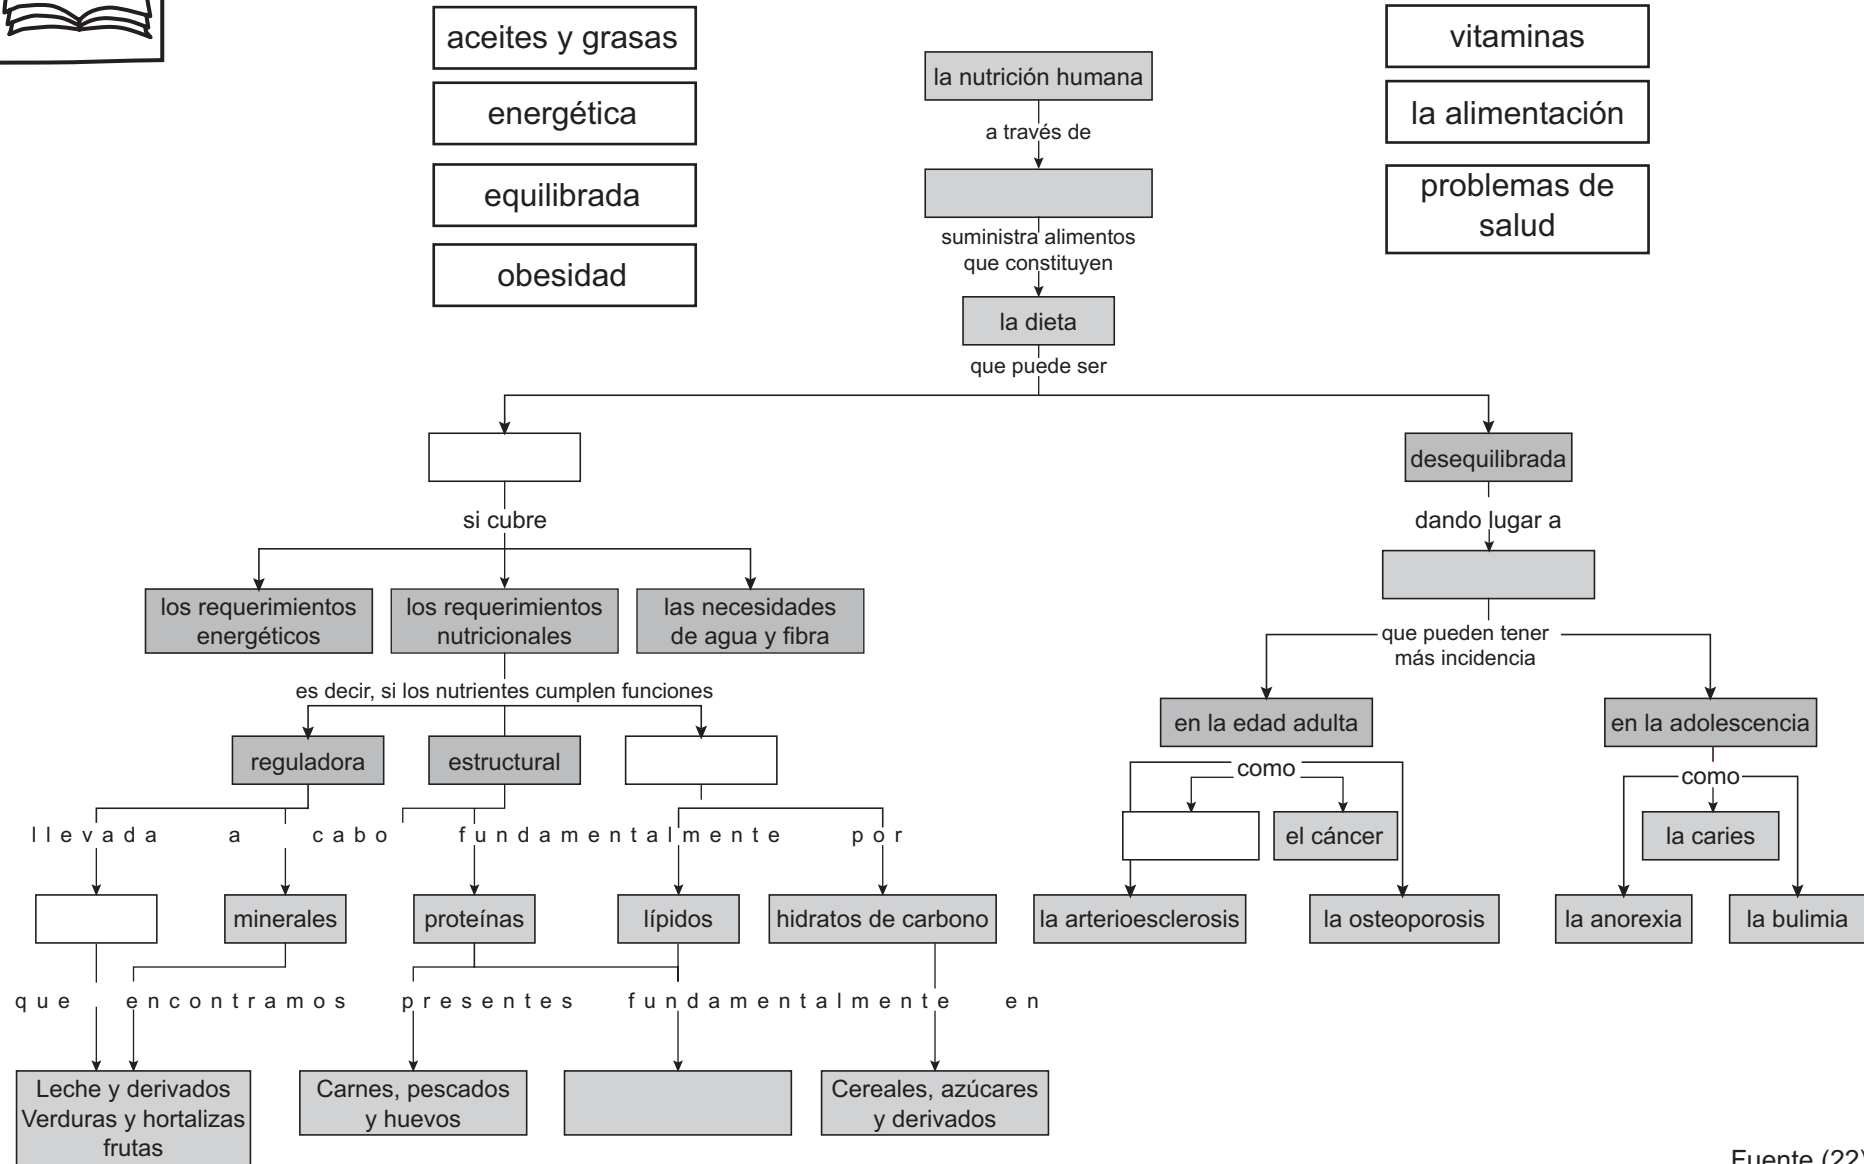 aceites y grasas
energética
equilibrada
obesidad
vitaminas
la alimentación
problemas de
salud
la nutrición humana
a través de
suministra alimentos
que constituyen
la dieta
que puede ser
desequilibrada
si cubre
dando lugar a
los requerimientos
energéticos
los requerimientos
nutricionales
las necesidades
de agua y fibra
que pueden tener
más incidencia
es decir, si los nutrientes cumplen funciones
en la edad adulta
en la adolescencia
reguladora
estructural
como
como
llevada a cabo fundamentalmente por
el cáncer
la caries
minerales
proteínas
lípidos
hidratos de carbono
la arterioesclerosis
la osteoporosis
la anorexia
la bulimia
que encontramos presentes fundamentalmente en
Leche y derivados
Verduras y hortalizas
frutas
Carnes, pescados
y huevos
Cereales, azúcares
y derivados
Fuente (22)